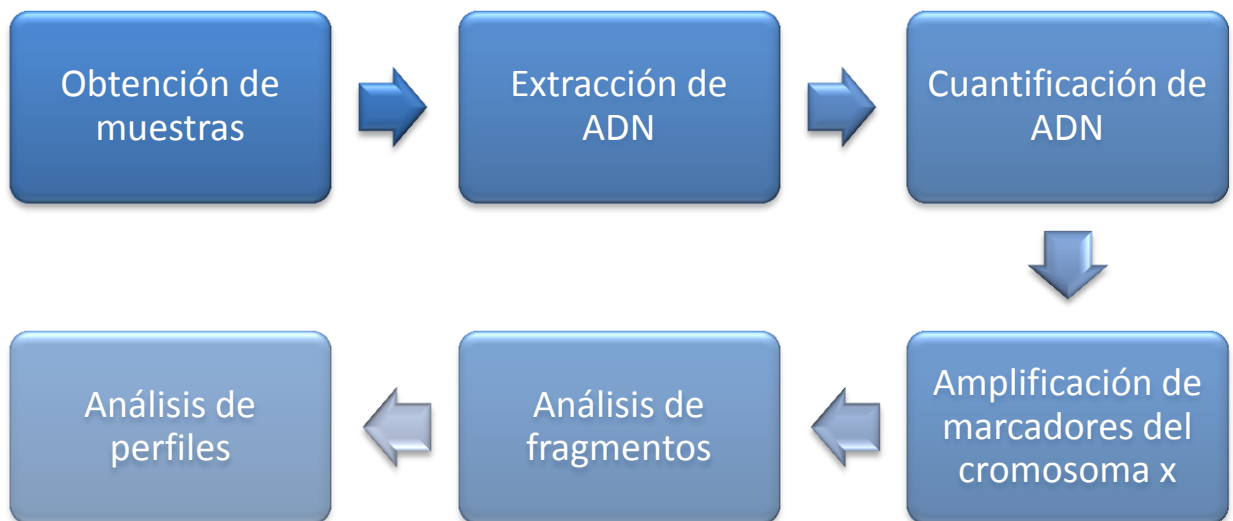 Obtención de
muestras
Extracción de
ADN
Cuantificación de
ADN
Amplificación de
marcadores del
cromosoma x
Análisis de
fragmentos
Análisis de
perfiles